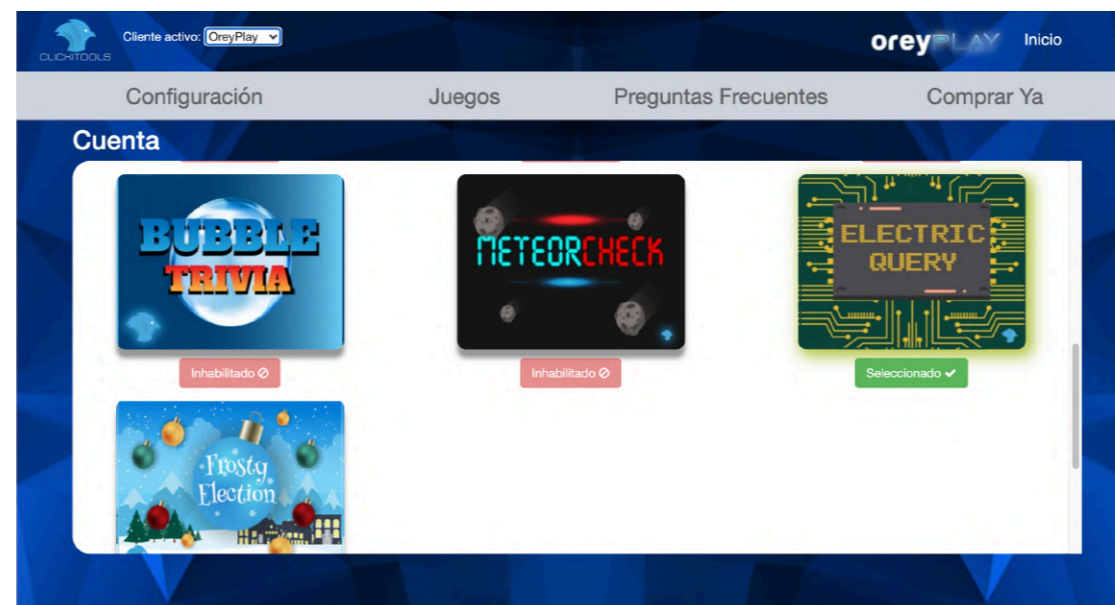 CLICKITOOLS
Cliente activo: OreyPlay
oreyPLAY
Inicio
Configuración
Juegos
Preguntas Frecuentes
Comprar Ya
Cuenta
BUBBLE
TRIVIA
METEORCHECK
ELECTRIC
QUERY
Inhabilitado
Inhabilitado
Seleccionado
Frosty
Election